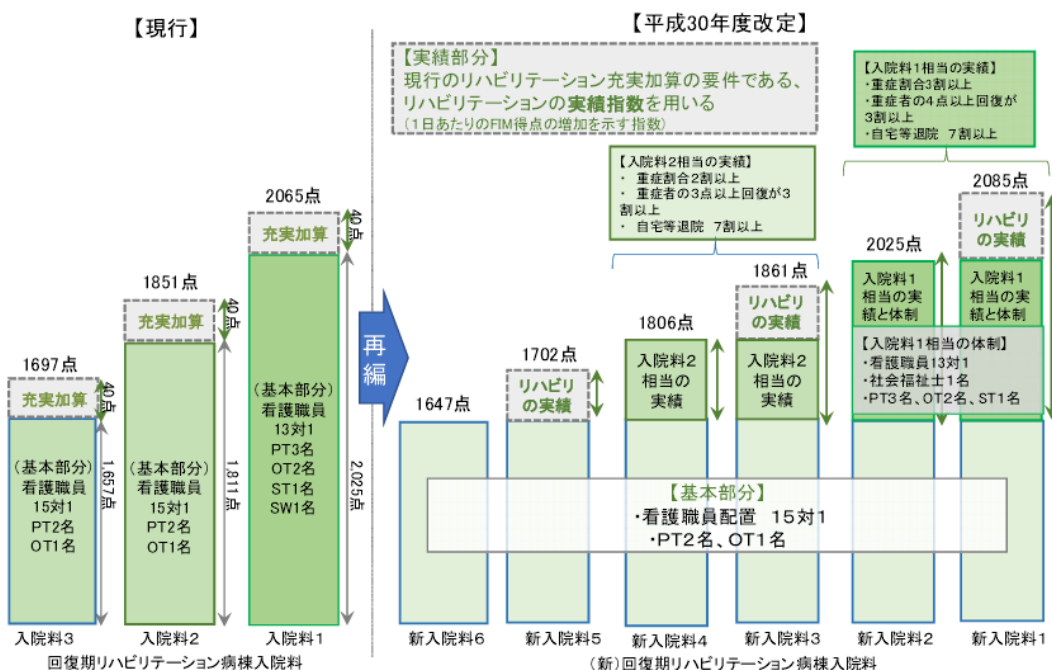 【現行】
2065点
40点
充実加算
1851点
40点
充実加算
1697点
40点
充実加算
(基本部分)
看護職員
15対1
PT2名
OT1名
1,657点
(基本部分)
看護職員
15対1
PT2名
OT1名
1,811点
(基本部分)
看護職員
13対1
PT3名
OT2名
ST1名
SW1名
2,025点
入院料3
入院料2
入院料1
回復期リハビリテーション病棟入院料
再編
【平成30年度改定】
【実績部分】
現行のリハビリテーション充実加算の要件である、
リハビリテーションの実績指数を用いる
(1日あたりのFIM得点の増加を示す指数)
【入院料1相当の実績】
・重症割合3割以上
・重症者の4点以上回復が
3割以上
・自宅等退院 7割以上
【入院料2相当の実績】
・ 重症割合2割以上
・ 重症者の3点以上回復が3
割以上
・ 自宅等退院 7割以上
1647点
1702点
リハビリ
の実績
1806点
入院料2
相当の
実績
1861点
リハビリ
の実績
入院料2
相当の
実績
2025点
入院料1
相当の実
績と体制
2085点
リハビリ
の実績
入院料1
相当の実
績と体制
【入院料1相当の体制】
・看護職員13対1
・社会福祉士1名
・PT3名、OT2名、ST1名
【基本部分】
・看護職員配置 15対1
・PT2名、OT1名
新入院料6
新入院料5
新入院料4
新入院料3
新入院料2
新入院料1
(新)回復期リハビリテーション病棟入院料